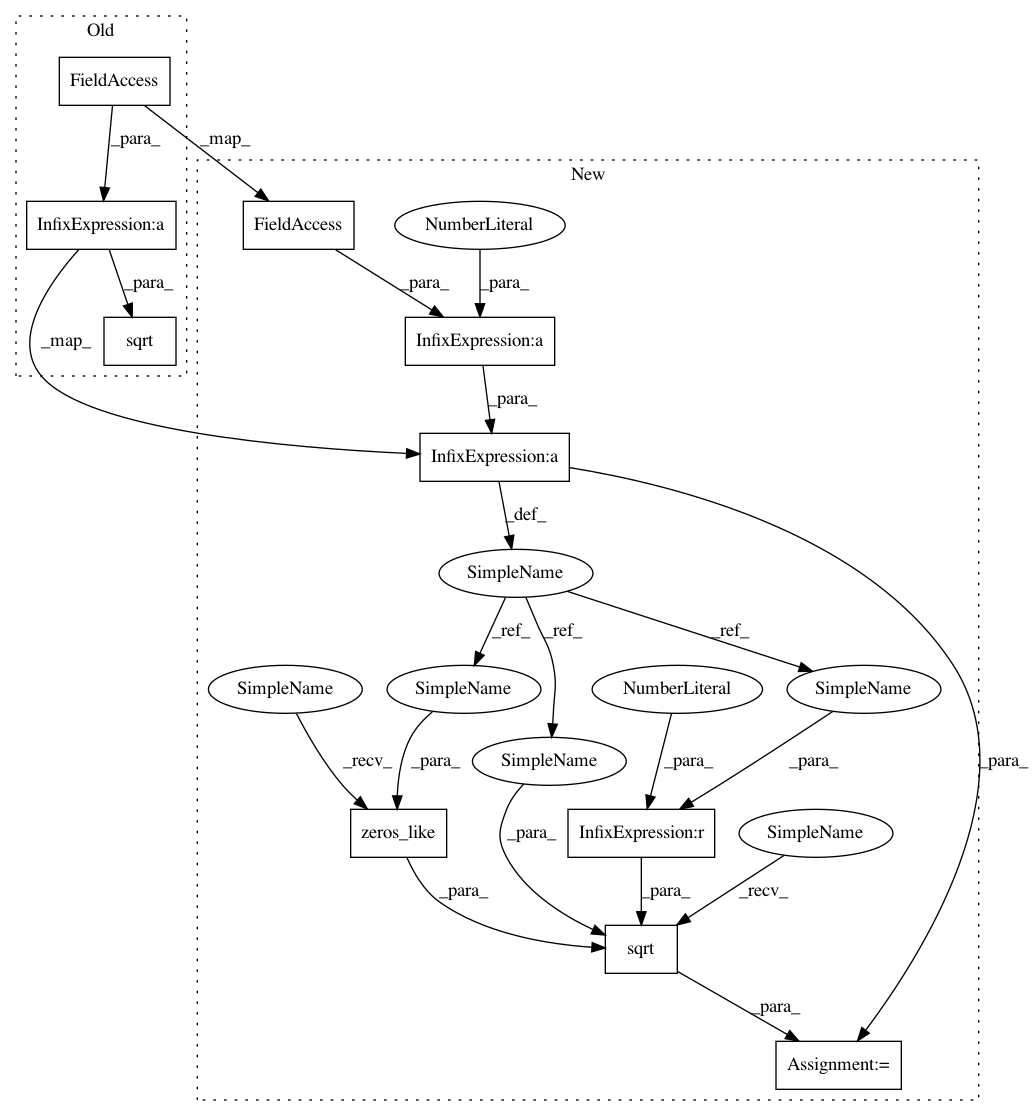 Old
FieldAccess
_para_
_map_
New
InfixExpression:a
FieldAccess
NumberLiteral
_para_
_para_
_para_
_map_
sqrt
InfixExpression:a
_para_
InfixExpression:a
_def_
SimpleName
_ref_
_ref_
_ref_
SimpleName
SimpleName
NumberLiteral
SimpleName
_recv_
_para_
SimpleName
_para_
_para_
_para_
zeros_like
InfixExpression:r
SimpleName
_para_
_para_
_para_
_recv_
sqrt
_para_
Assignment:=